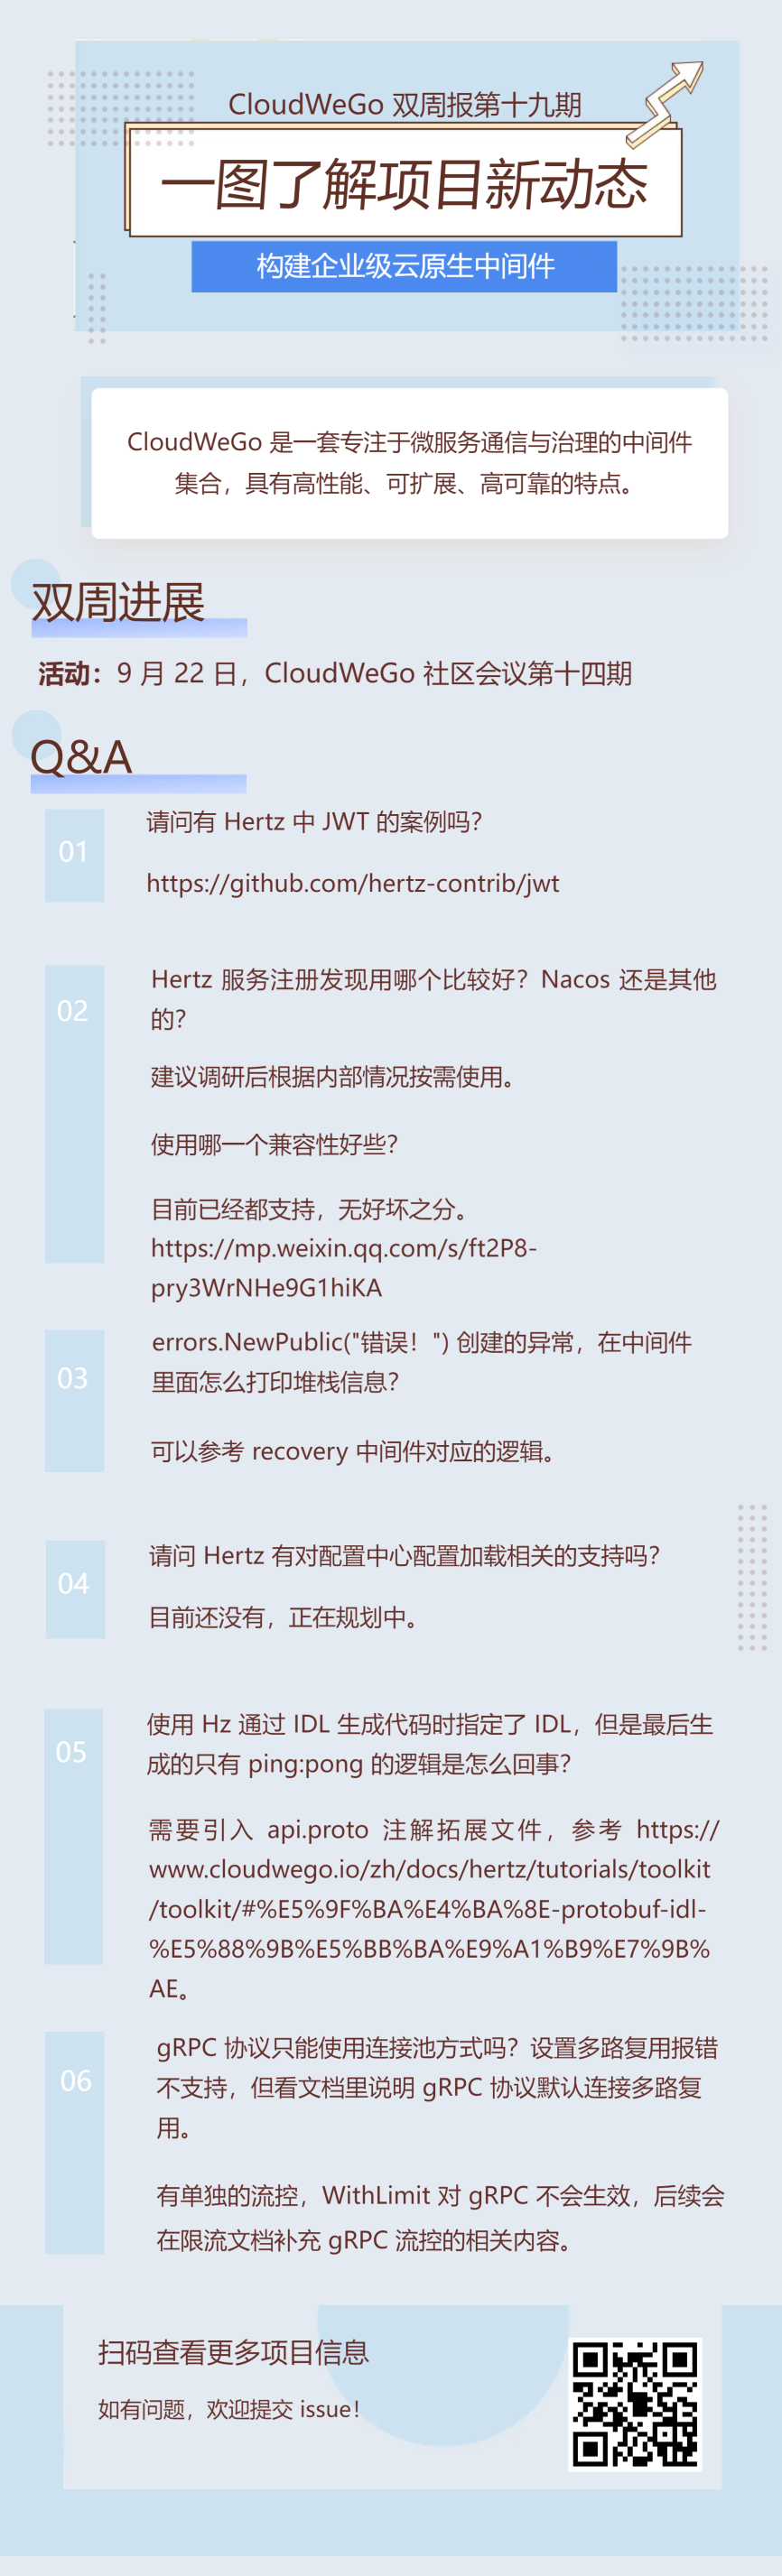 CloudWeGo 双周报第十九期
一图了解项目新动态
构建企业级云原生中间件
CloudWeGo 是一套专注于微服务通信与治理的中间件
集合，具有高性能、可扩展、高可靠的特点。
双周进展
活动：9 月 22 日，CloudWeGo 社区会议第十四期
Q&A
01
请问有 Hertz 中 JWT 的案例吗？
https://github.com/hertz-contrib/jwt
02
Hertz 服务注册发现用哪个比较好？Nacos 还是其他
的？
建议调研后根据内部情况按需使用。
使用哪一个兼容性好些？
目前已经都支持，无好坏之分。
https://mp.weixin.qq.com/s/ft2P8-
pry3WrNHe9G1hiKA
03
errors.NewPublic("错误！") 创建的异常，在中间件
里面怎么打印堆栈信息？
可以参考 recovery 中间件对应的逻辑。
04
请问 Hertz 有对配置中心配置加载相关的支持吗？
目前还没有，正在规划中。
05
使用 Hz 通过 IDL 生成代码时指定了 IDL，但是最后生
成的只有 ping:pong 的逻辑是怎么回事？
需要引入 api.proto 注解拓展文件，参考 https://
www.cloudwego.io/zh/docs/hertz/tutorials/toolkit
/toolkit/#%E5%9F%BA%E4%BA%8E-protobuf-idl-
%E5%88%9B%E5%BB%BA%E9%A1%B9%E7%9B%
AE。
06
gRPC 协议只能使用连接池方式吗？设置多路复用报错
不支持，但看文档里说明 gRPC 协议默认连接多路复
用。
有单独的流控，WithLimit 对 gRPC 不会生效，后续会
在限流文档补充 gRPC 流控的相关内容。
扫码查看更多项目信息
如有问题，欢迎提交 issue！